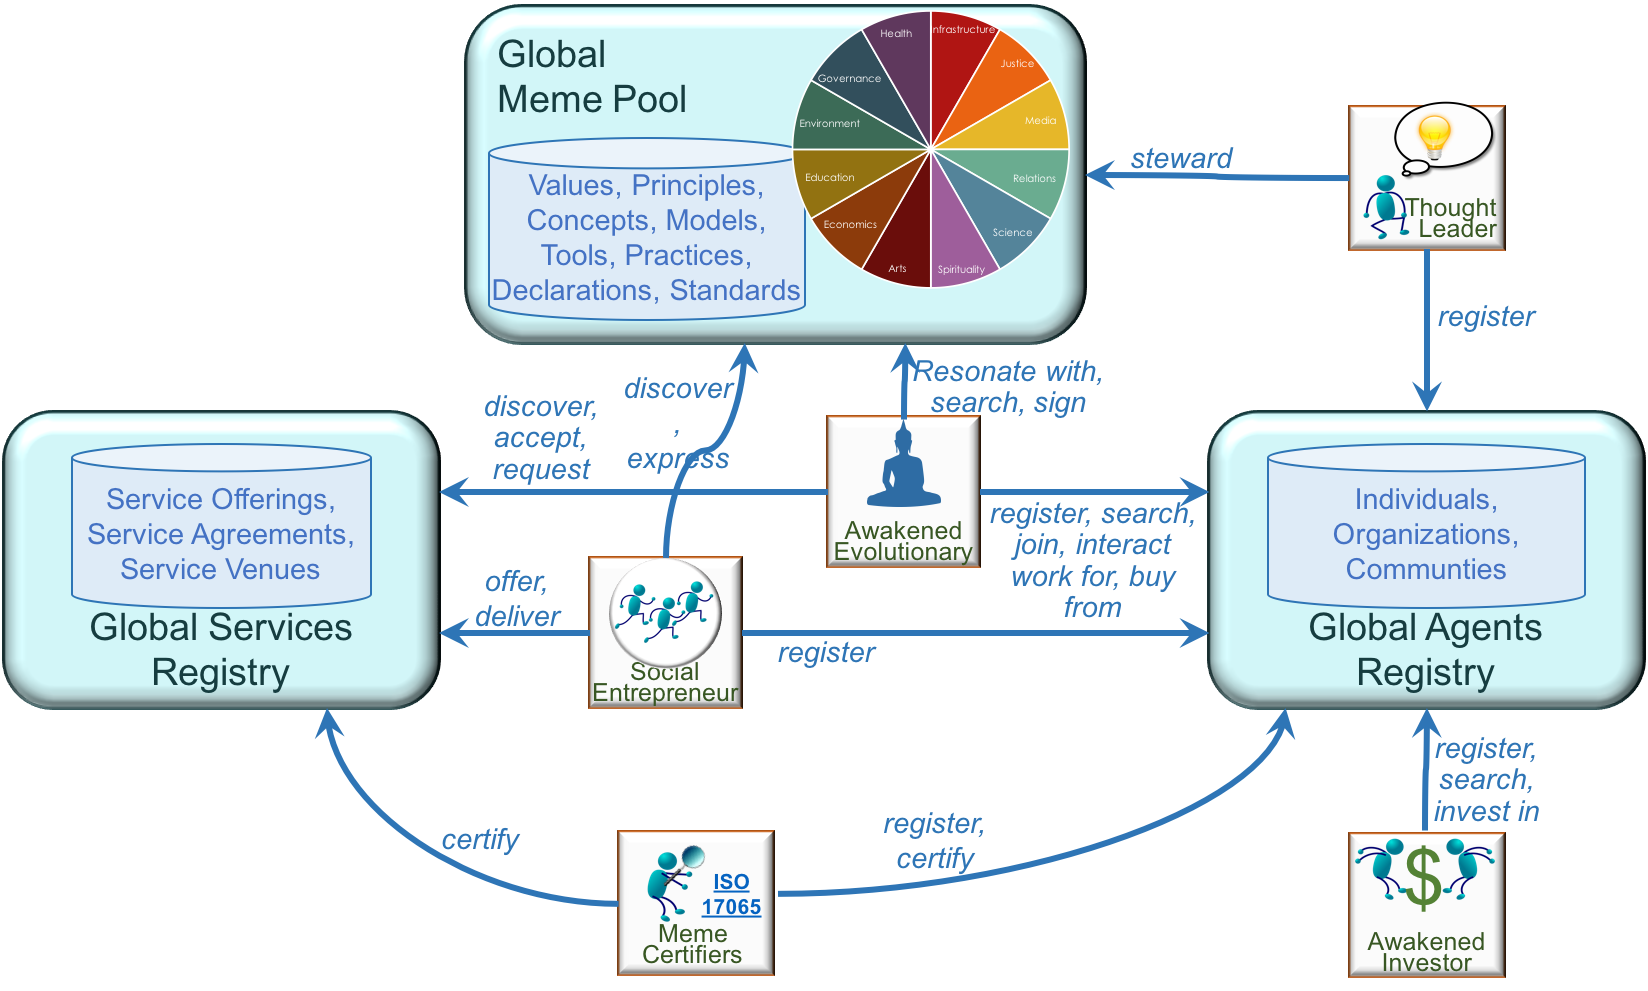 Global
Meme Pool
Values, Principles,
Concepts, Models,
Tools, Practices,
Declarations, Standards
Health
nfrastructure
Governance
Justice
Environment
Media
Education
Relations
Economics
Science
Arts
Spirituality
steward
Thought
Leader
register
discover,
accept,
request
discover
,
express
Resonate with,
search, sign
Service Offerings,
Service Agreements,
Service Venues
Global Services
Registry
Awakened
Evolutionary
register, search,
join, interact
work for, buy
from
Individuals,
Organizations,
Communties
Global Agents
Registry
offer,
deliver
Social
Entrepreneur
register
certify
register,
certify
ISO
17065
Meme
Certifiers
register,
search,
invest in
$
Awakened
Investor